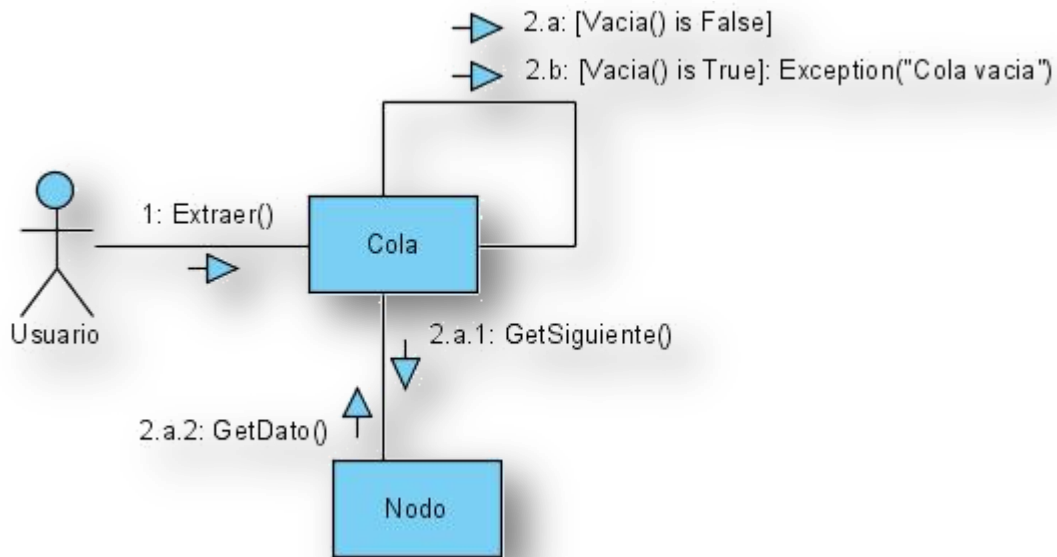 2.a: [Vacia() is False]
2.b: [Vacia() is True]: Exception("Cola vacia")
1: Extraer()
Cola
Usuario
2.a.1: GetSiguiente()
2.a.2: GetDato()
Nodo